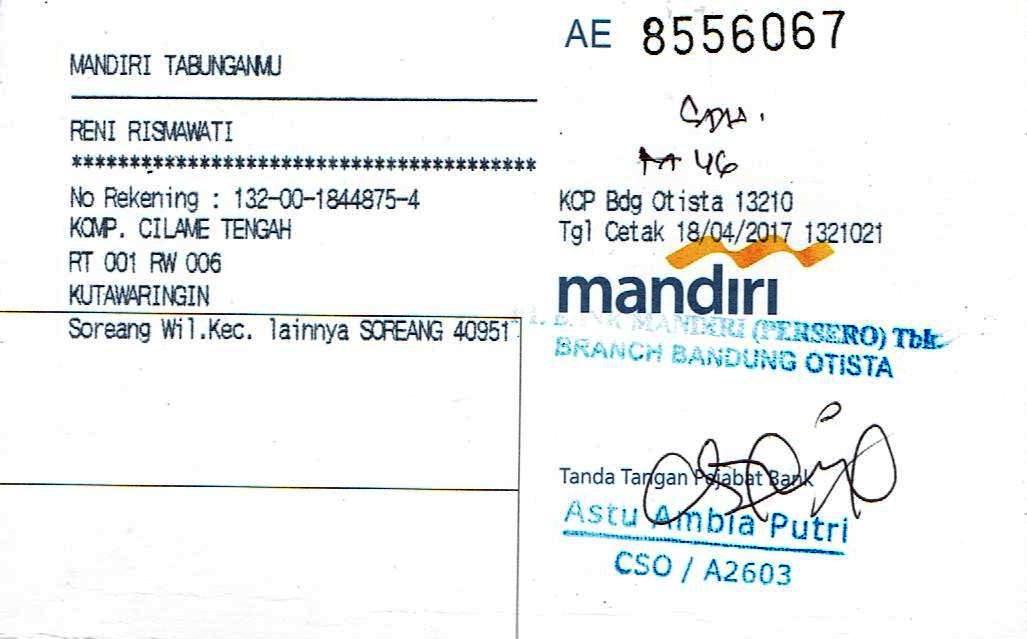 MANDIRI TABUNGANMU
RENI RISMAWATI
******************************************
No Rekening : 132-00-1844875-4
KOMP. CILAME TENGAH
RT 001 RW 006
KUTAWARINGIN
Soreang Wil.Kec. lainnya SOREANG 40951
AE 8556067
46
KCP Bdg Otista 13210
Tgl Cetak 18/04/2017 1321021
mandiri
MANDIRI (PERSERO) Tbk.
BRANCH BANDUNG OTISTA
Tanda Tangan Pejabat Bank
Astu Ambia Putri
CSO / A2603